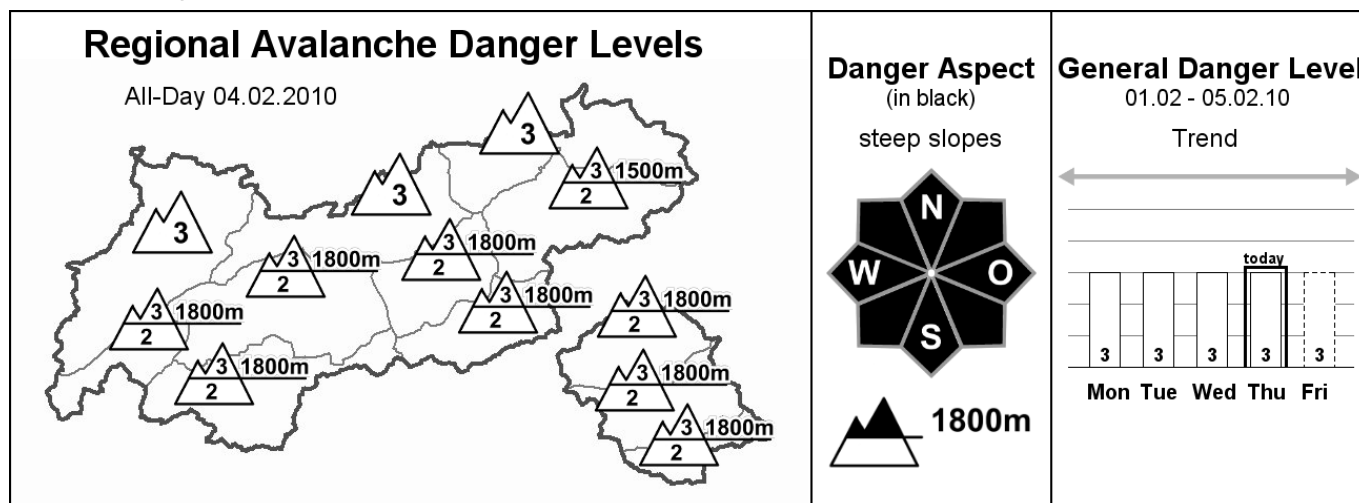 Regional Avalanche Danger Levels
All-Day 04.02.2010
3
3
3
3 1500m
2
3 1800m
2
3 1800m
2
3 1800m
2
3 1800m
2
3 1800m
2
3 1800m
2
3 1800m
2
3 1800m
2
Danger Aspect
(in black)
steep slopes
N
W O
S
1800m
General Danger Level
01.02 - 05.02.10
Trend
today
3 3 3 3 3
Mon Tue Wed Thu Fri